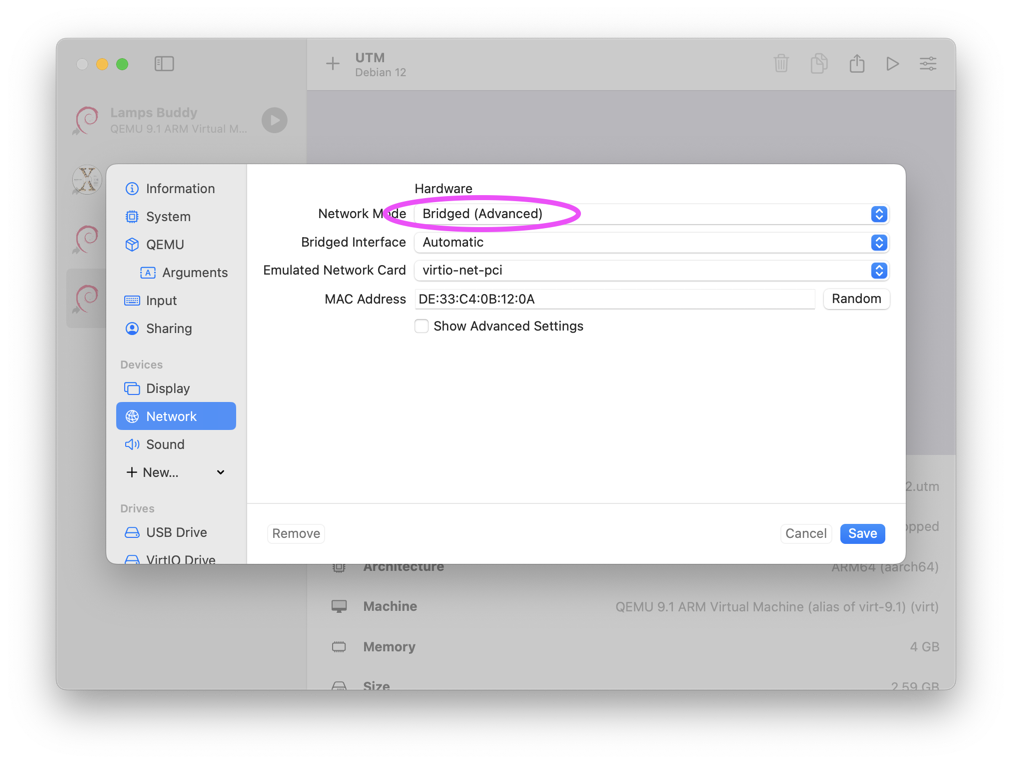 UTM
Debian 12
Lamps Buddy
QEMU 9.1 ARM Virtual M...
X
Information
System
QEMU
Arguments
Input
Sharing
Devices
Display
Network
Sound
New...
Drives
USB Drive
VirtIO Drive
Hardware
Network Mode Bridged (Advanced)
Bridged Interface Automatic
Emulated Network Card virtio-net-pci
MAC Address DE:33:C4:0B:12:0A Random
Show Advanced Settings
Remove Cancel Save
2.utm
pped
Architecture ARM64 (aarch64)
Machine QEMU 9.1 ARM Virtual Machine (alias of virt-9.1) (virt)
Memory 4 GB
Size 2.59 GB